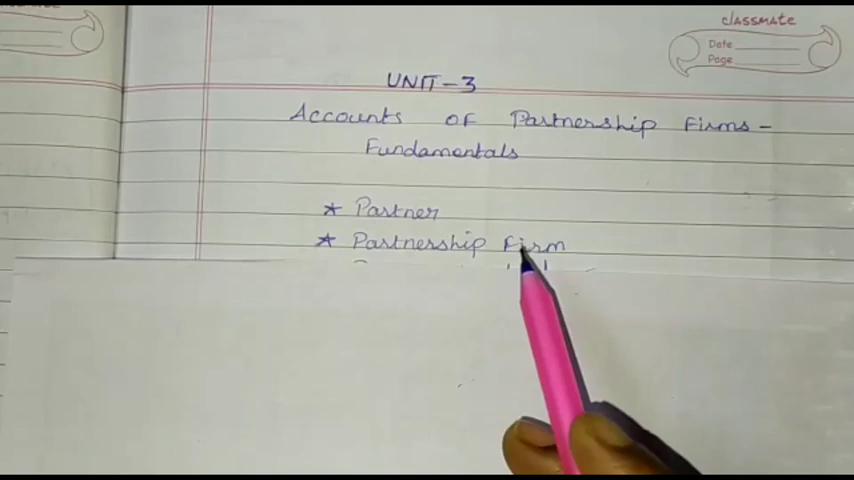 classmate
Date
Page
UNIT-3
Accounts of Partnership Firms-
Fundamentals
* Partner
* Partnership Firm